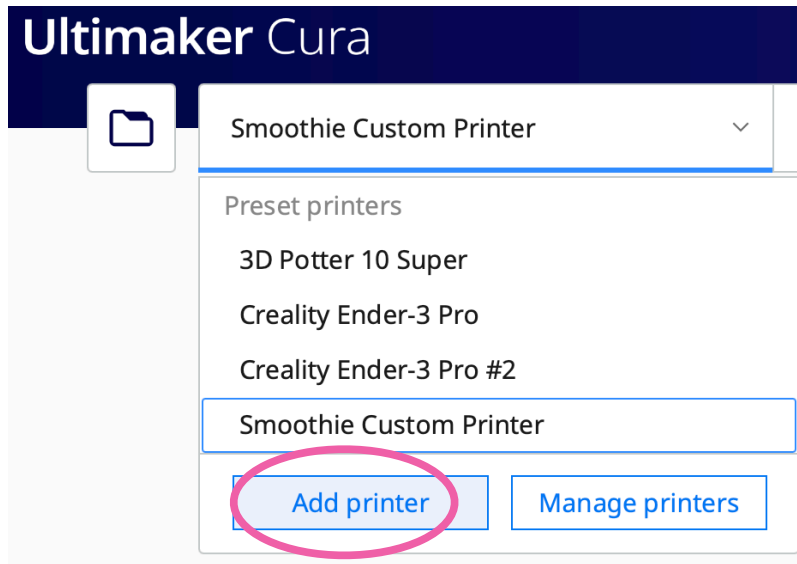 Ultimaker Cura
Smoothie Custom Printer
Preset printers
3D Potter 10 Super
Creality Ender-3 Pro
Creality Ender-3 Pro #2
Smoothie Custom Printer
Add printer
Manage printers